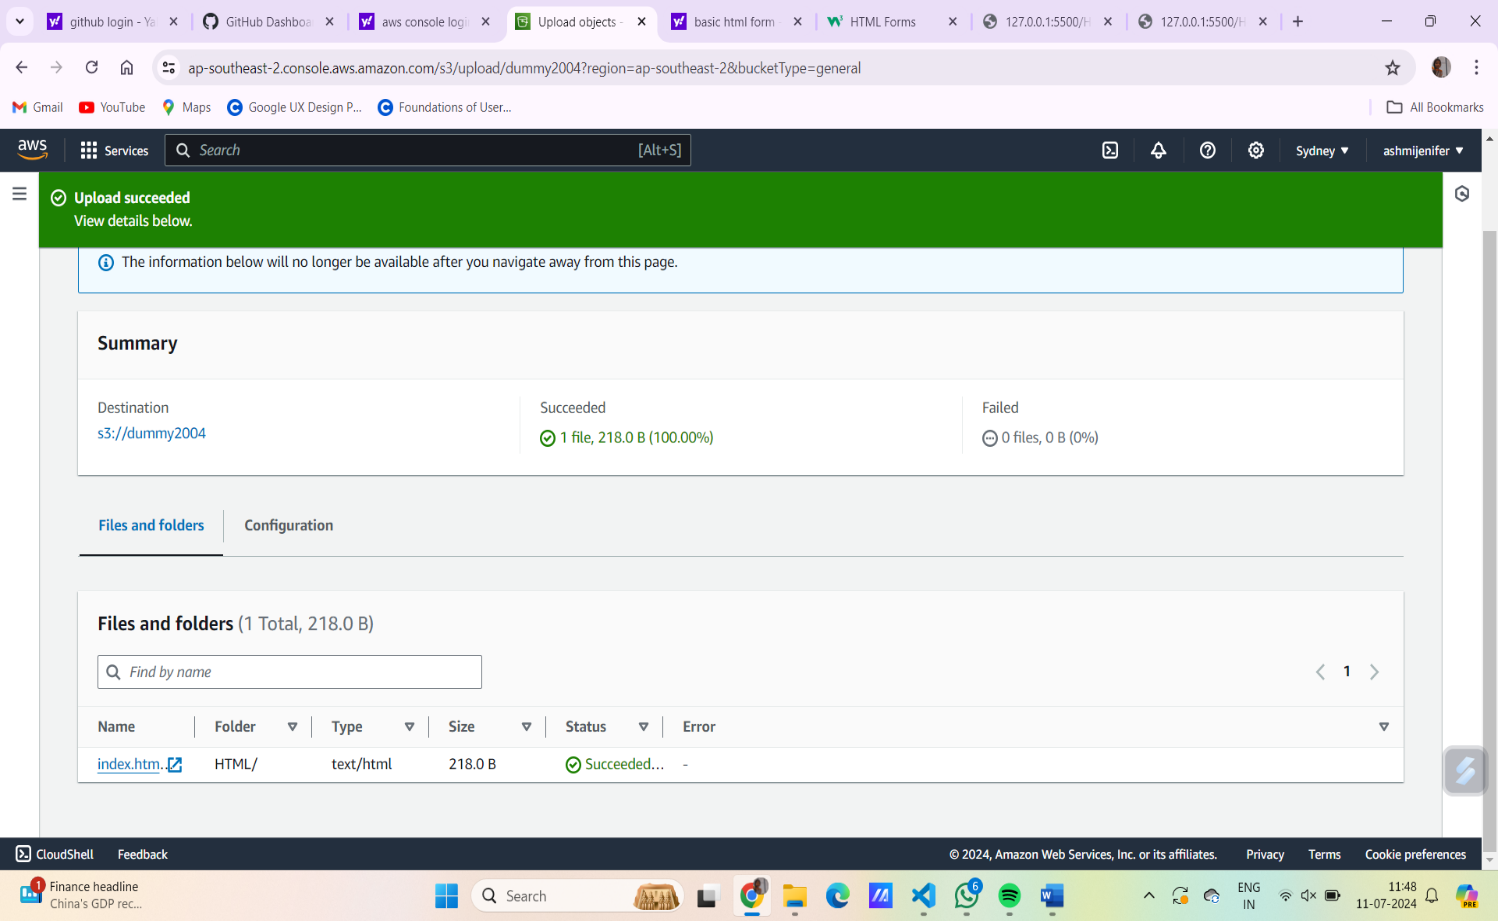 github login - Ya
GitHub Dashboa
aws console logi
Upload objects -
basic html form -
HTML Forms
127.0.0.1:5500/H
127.0.0.1:5500/H
ap-southeast-2.console.aws.amazon.com/s3/upload/dummy2004?region=ap-southeast-2&bucketType=general
Gmail
YouTube
Maps
Google UX Design P...
Foundations of User...
All Bookmarks
aws
Services
Search
[Alt+S]
Sydney
ashmijenifer
Upload succeeded
View details below.
The information below will no longer be available after you navigate away from this page.
Summary
Destination
s3://dummy2004
Succeeded
1 file, 218.0 B (100.00%)
Failed
0 files, 0 B (0%)
Files and folders
Configuration
Files and folders (1 Total, 218.0 B)
Find by name
1
Name
Folder
Type
Size
Status
Error
index.htm...
HTML/
text/html
218.0 B
Succeeded...
-
CloudShell
Feedback
© 2024, Amazon Web Services, Inc. or its affiliates.
Privacy
Terms
Cookie preferences
1
Finance headline
China's GDP rec...
Search
6
ENG
IN
11:48
11-07-2024
PRE